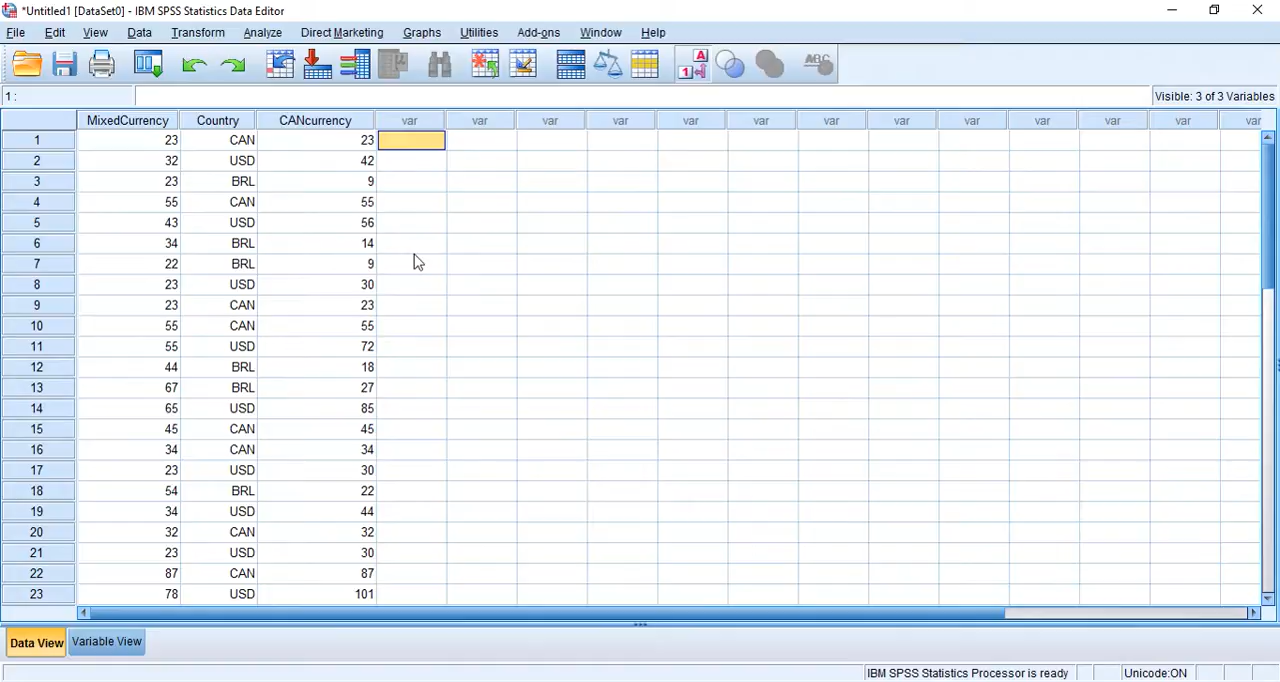 *Untitled1 [DataSet0] - IBM SPSS Statistics Data Editor
File Edit View Data Transform Analyze Direct Marketing Graphs Utilities Add-ons Window Help
1 A ABC
1 : Visible: 3 of 3 Variables
MixedCurrency Country CANcurrency var var var var var var var var var var var var var
1 23 CAN 23
2 32 USD 42
3 23 BRL 9
4 55 CAN 55
5 43 USD 56
6 34 BRL 14
7 22 BRL 9
8 23 USD 30
9 23 CAN 23
10 55 CAN 55
11 55 USD 72
12 44 BRL 18
13 67 BRL 27
14 65 USD 85
15 45 CAN 45
16 34 CAN 34
17 23 USD 30
18 54 BRL 22
19 34 USD 44
20 32 CAN 32
21 23 USD 30
22 87 CAN 87
23 78 USD 101
Data View Variable View
IBM SPSS Statistics Processor is ready Unicode:ON